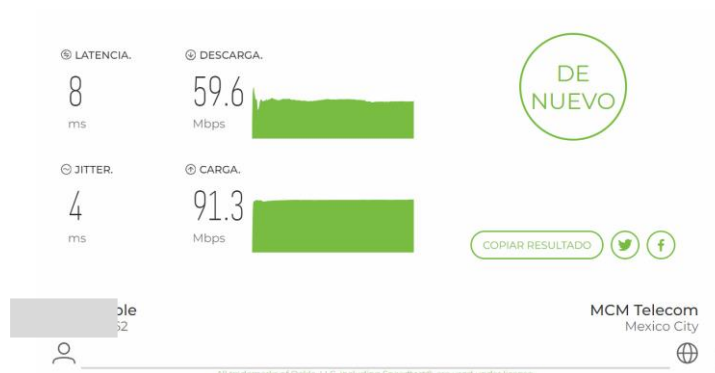 LATENCIA.
8
ms
DESCARGA.
59.6
Mbps
DE
NUEVO
JITTER.
4
ms
CARGA.
91.3
Mbps
COPIAR RESULTADO
ble
52
MCM Telecom
Mexico City